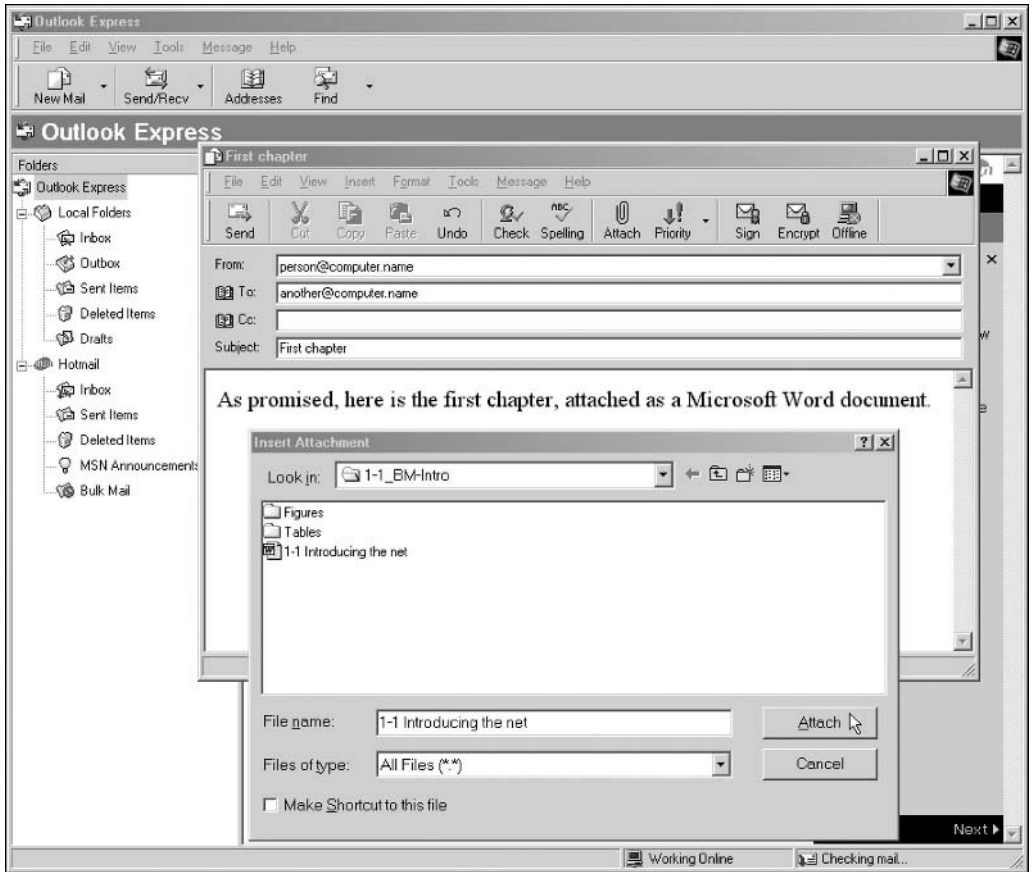 Outlook Express
File Edit View Tools Message Help
New Mail Send/Recv Addresses Find
Outlook Express
Folders
Outlook Express
Local Folders
Inbox
Outbox
Sent Items
Deleted Items
Drafts
Hotmail
Inbox
Sent Items
Deleted Items
MSN Announcements
Bulk Mail
First chapter
File Edit View Insert Format Tools Message Help
Send Cut Copy Paste Undo Check ABC Spelling Attach Priority Sign Encrypt Offline
From: person@computer.name
To: another@computer.name
Cc:
Subject: First chapter
As promised, here is the first chapter, attached as a Microsoft Word document.
Insert Attachment
Look in: 1-1_BM-Intro
Figures
Tables
1-1 Introducing the net
File name: 1-1 Introducing the net Attach
Files of type: All Files (*.*) Cancel
Make Shortcut to this file
Next
Working Online Checking mail...